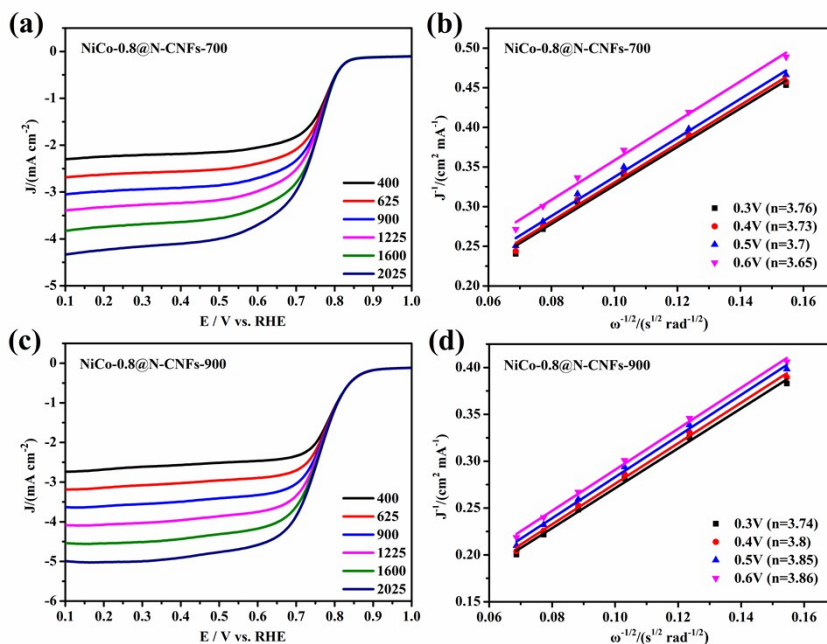 (a)
NiCo-0.8@N-CNFs-700
0
-1
-2
-3
-4
-5
J/(mA cm⁻²)
400
625
900
1225
1600
2025
0.1 0.2 0.3 0.4 0.5 0.6 0.7 0.8 0.9 1.0
E / V vs. RHE
(b)
NiCo-0.8@N-CNFs-700
0.50
0.45
0.40
0.35
0.30
0.25
0.20
J⁻¹/(cm² mA⁻¹)
0.3V (n=3.76)
0.4V (n=3.73)
0.5V (n=3.7)
0.6V (n=3.65)
0.06 0.08 0.10 0.12 0.14 0.16
ω⁻¹/²/(s¹/² rad⁻¹/²)
(c)
NiCo-0.8@N-CNFs-900
0
-1
-2
-3
-4
-5
-6
J/(mA cm⁻²)
400
625
900
1225
1600
2025
0.1 0.2 0.3 0.4 0.5 0.6 0.7 0.8 0.9 1.0
E / V vs. RHE
(d)
NiCo-0.8@N-CNFs-900
0.40
0.35
0.30
0.25
0.20
0.15
J⁻¹/(cm² mA⁻¹)
0.3V (n=3.74)
0.4V (n=3.8)
0.5V (n=3.85)
0.6V (n=3.86)
0.06 0.08 0.10 0.12 0.14 0.16
ω⁻¹/²/(s¹/² rad⁻¹/²)